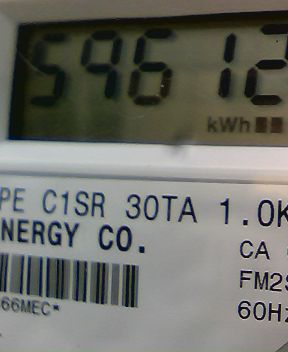 59612
kWh
PE C1SR 30TA 1.0K
NERGY CO.
CA
FM2S
66MEC*
60Hz